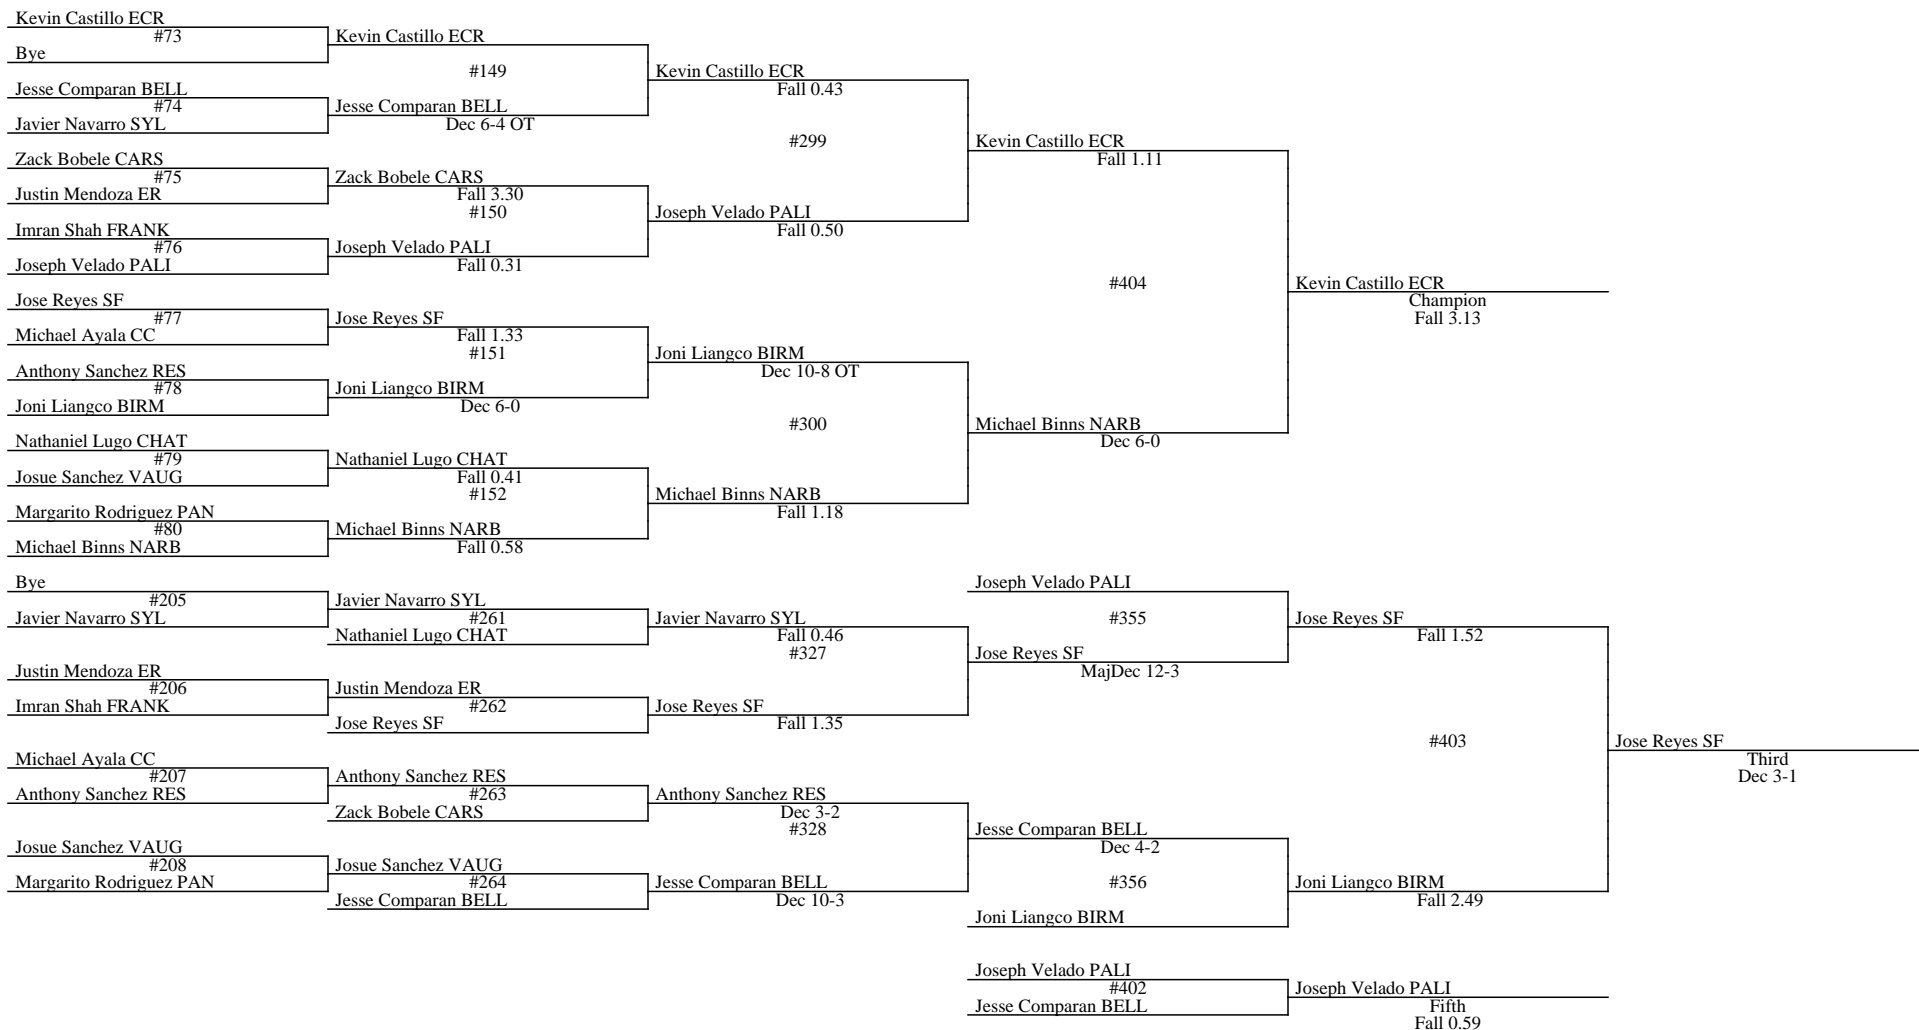 Kevin Castillo ECR
#73
Bye
Kevin Castillo ECR
#149
Jesse Comparan BELL
#74
Javier Navarro SYL
Jesse Comparan BELL
Dec 6-4 OT
Kevin Castillo ECR
Fall 0.43
#299
Zack Bobele CARS
#75
Justin Mendoza ER
Zack Bobele CARS
Fall 3.30
#150
Imran Shah FRANK
#76
Joseph Velado PALI
Joseph Velado PALI
Fall 0.31
Joseph Velado PALI
Fall 0.50
Kevin Castillo ECR
Fall 1.11
#404
Jose Reyes SF
#77
Michael Ayala CC
Jose Reyes SF
Fall 1.33
#151
Anthony Sanchez RES
#78
Joni Liangco BIRM
Joni Liangco BIRM
Dec 6-0
Joni Liangco BIRM
Dec 10-8 OT
#300
Nathaniel Lugo CHAT
#79
Josue Sanchez VAUG
Nathaniel Lugo CHAT
Fall 0.41
#152
Margarito Rodriguez PAN
#80
Michael Binns NARB
Michael Binns NARB
Fall 0.58
Michael Binns NARB
Fall 1.18
Michael Binns NARB
Dec 6-0
Kevin Castillo ECR
Champion
Fall 3.13
Bye
#205
Javier Navarro SYL
Javier Navarro SYL
#261
Nathaniel Lugo CHAT
Javier Navarro SYL
Fall 0.46
#327
Justin Mendoza ER
#206
Imran Shah FRANK
Justin Mendoza ER
#262
Jose Reyes SF
Jose Reyes SF
Fall 1.35
Joseph Velado PALI
#355
Jose Reyes SF
MajDec 12-3
Jose Reyes SF
Fall 1.52
#403
Michael Ayala CC
#207
Anthony Sanchez RES
Anthony Sanchez RES
#263
Zack Bobele CARS
Anthony Sanchez RES
Dec 3-2
#328
Josue Sanchez VAUG
#208
Margarito Rodriguez PAN
Josue Sanchez VAUG
#264
Jesse Comparan BELL
Jesse Comparan BELL
Dec 10-3
Jesse Comparan BELL
Dec 4-2
#356
Joni Liangco BIRM
Joni Liangco BIRM
Fall 2.49
Jose Reyes SF
Third
Dec 3-1
Joseph Velado PALI
#402
Jesse Comparan BELL
Joseph Velado PALI
Fifth
Fall 0.59